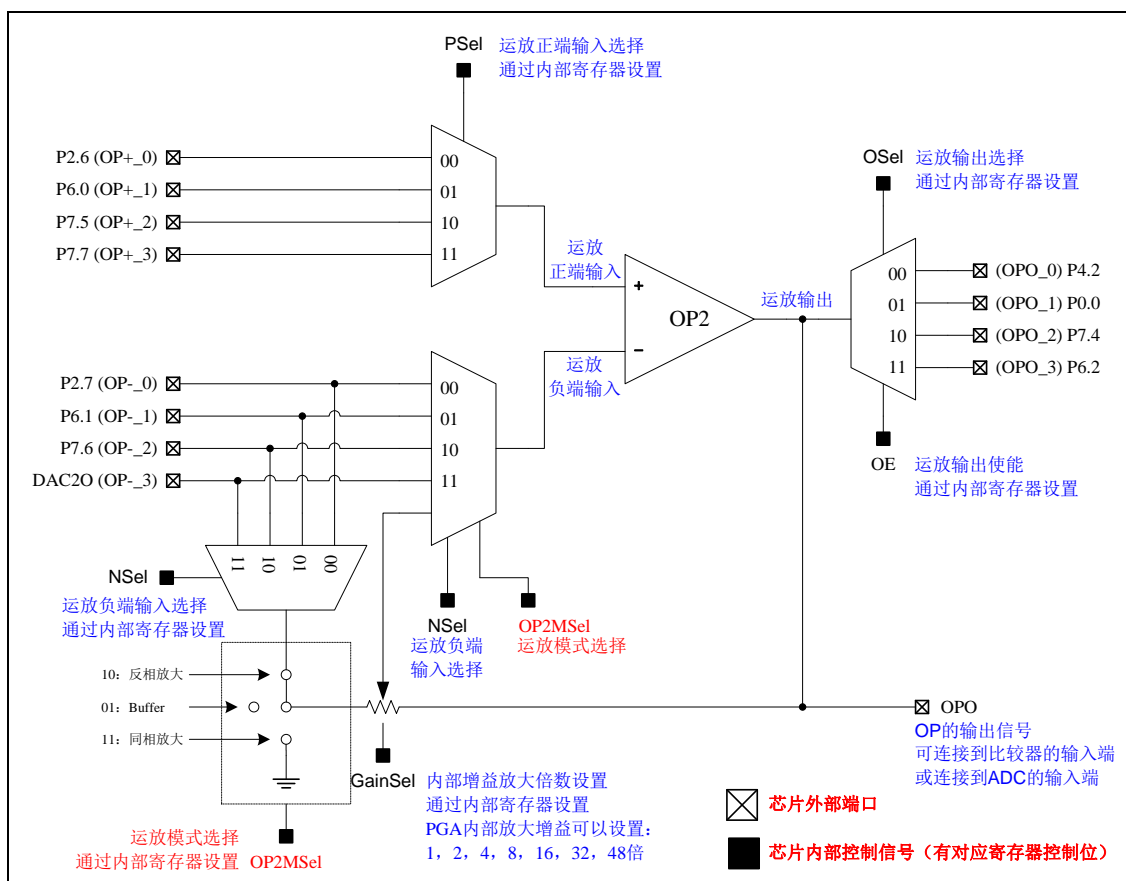 PSel
运放正端输入选择
通过内部寄存器设置
P2.6 (OP+_0)
P6.0 (OP+_1)
P7.5 (OP+_2)
P7.7 (OP+_3)
00
01
10
11
运放
正端输入
OSel
运放输出选择
通过内部寄存器设置
+
OP2
−
运放输出
00
01
10
11
(OPO_0) P4.2
(OPO_1) P0.0
(OPO_2) P7.4
(OPO_3) P6.2
OE
运放输出使能
通过内部寄存器设置
运放
负端输入
P2.7 (OP-_0)
P6.1 (OP-_1)
P7.6 (OP-_2)
DAC2O (OP-_3)
00
01
10
11
11
10
01
00
NSel
运放负端输入选择
通过内部寄存器设置
NSel
运放负端
输入选择
OP2MSel
运放模式选择
10: 反相放大
01: Buffer
11: 同相放大
GainSel
内部增益放大倍数设置
通过内部寄存器设置
PGA内部放大增益可以设置:
1, 2, 4, 8, 16, 32, 48倍
运放模式选择
通过内部寄存器设置 OP2MSel
OPO
OP的输出信号
可连接到比较器的输入端
或连接到ADC的输入端
芯片外部端口
芯片内部控制信号（有对应寄存器控制位）